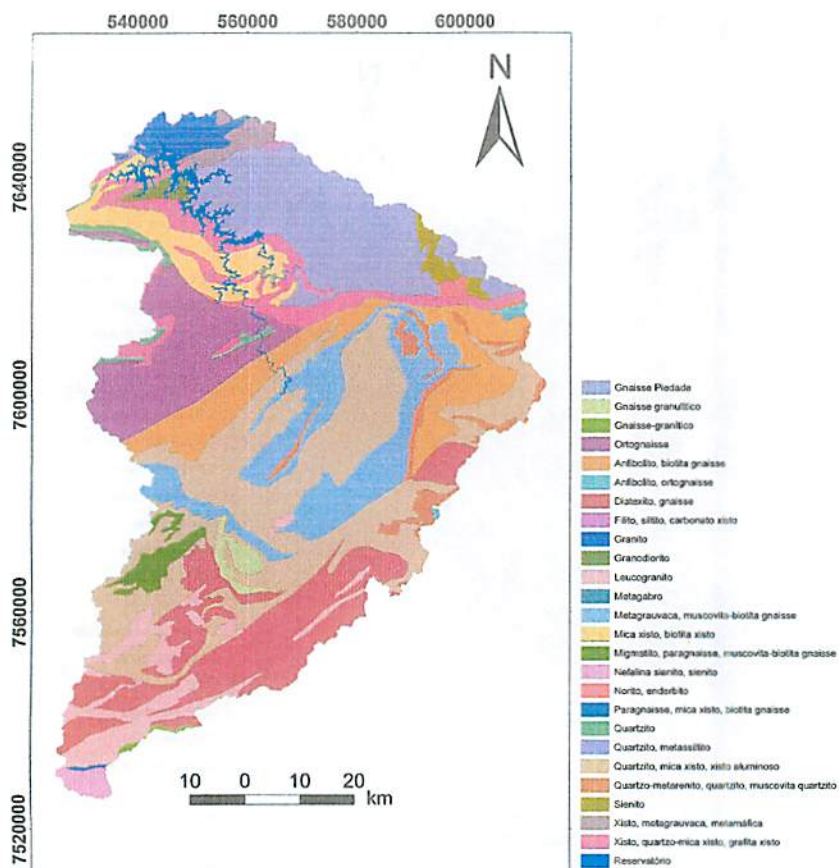 540000 560000 580000 600000
N
7640000
7600000
7560000
7520000
10 0 10 20
km
Gnaisse Piedade
Gnaisse granulítico
Gnaisse-granítico
Ortognaisse
Anfibolito, biotita gnaisse
Anfibolito, ortognaisse
Diatexito, gnaisse
Filito, siltito, carbonato xisto
Granito
Granodiorito
Leucogranito
Metagabro
Metagrauvaca, muscovita-biotita gnaisse
Mica xisto, biotita xisto
Migmatito, paragnaisse, muscovita-biotita gnaisse
Nefelina sienito, sienito
Norito, enderbito
Paragnaisse, mica xisto, biotita gnaisse
Quartzito
Quartzito, metassiltito
Quartzito, mica xisto, xisto aluminoso
Quartzo-metarenito, quartzito, muscovita quartzito
Sienito
Xisto, metagrauvaca, metamáfica
Xisto, quartzo-mica xisto, grafita xisto
Reservatório